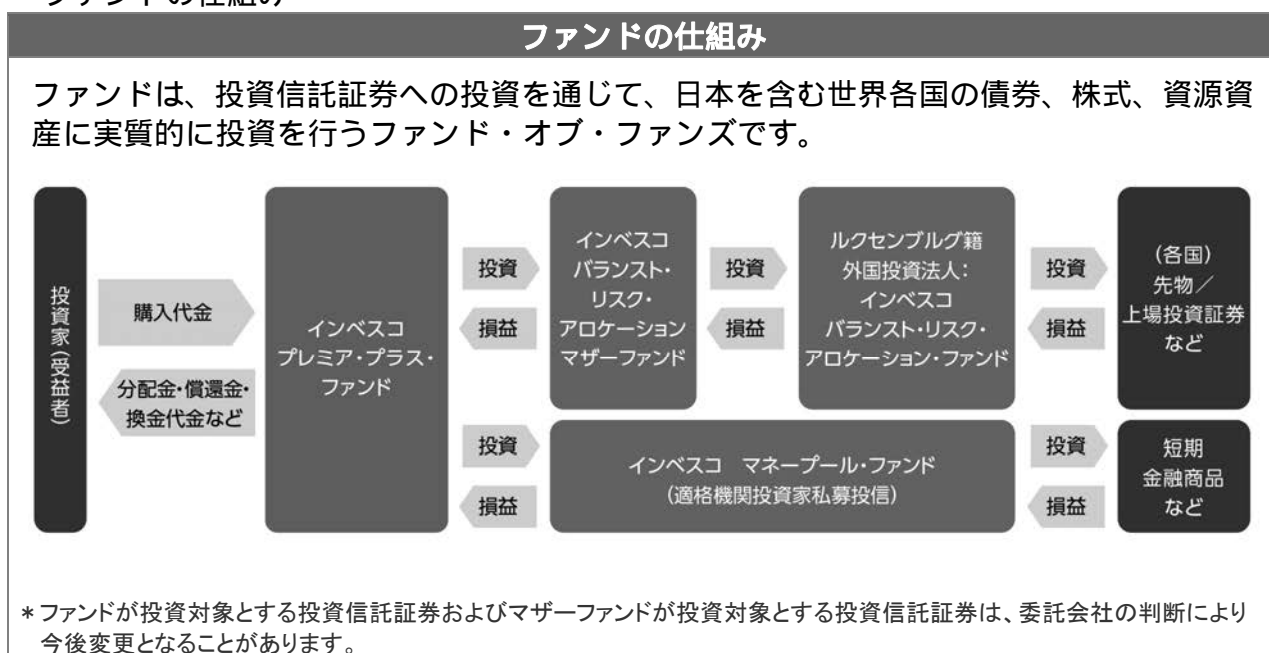 ファンドの仕組み
ファンドの仕組み
ファンドは、投資信託証券への投資を通じて、日本を含む世界各国の債券、株式、資源資
産に実質的に投資を行うファンド・オブ・ファンズです。
投資家(受益者)
購入代金
分配金・償還金・
換金代金など
インベスコ
プレミア・プラス・
ファンド
投資
損益
インベスコ
バランスト・
リスク・
アロケーション
マザーファンド
投資
損益
ルクセンブルグ籍
外国投資法人:
インベスコ
バランスト・リスク・
アロケーション・ファンド
投資
損益
(各国)
先物/
上場投資証券
など
投資
損益
インベスコ マネープール・ファンド
(適格機関投資家私募投信)
投資
損益
短期
金融商品
など
*ファンドが投資対象とする投資信託証券およびマザーファンドが投資対象とする投資信託証券は、委託会社の判断により
今後変更となることがあります。